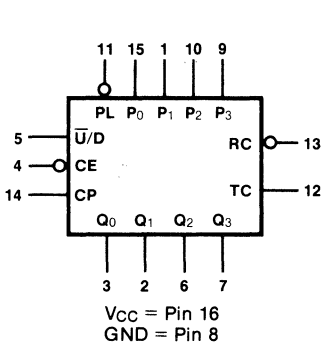 11 15 1 10 9
PL P₀ P₁ P₂ P₃
5 U̅/D
RC 13
4 CE
14 CP
TC 12
Q₀ Q₁ Q₂ Q₃
3 2 6 7
VCC = Pin 16
GND = Pin 8